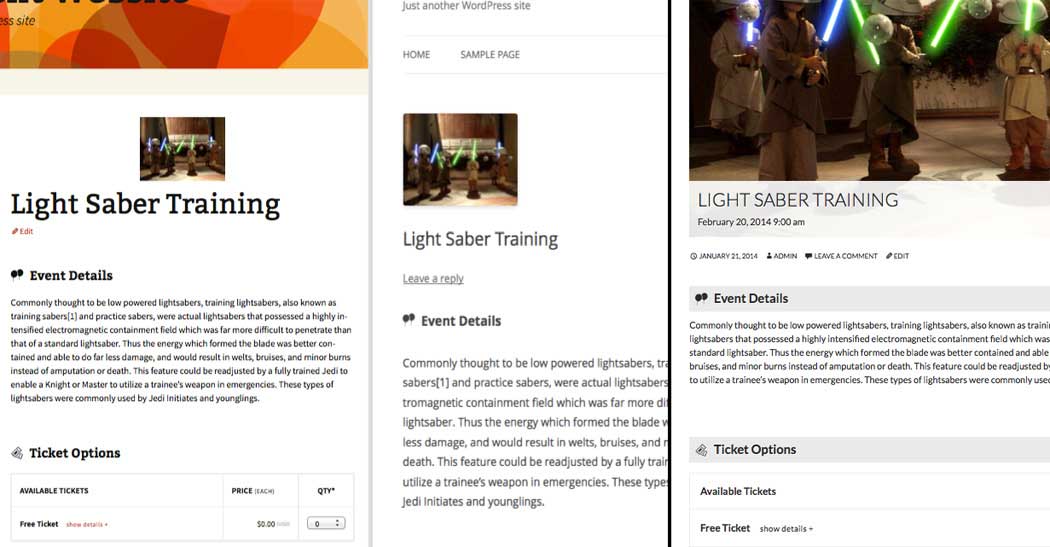 ess site
Light Saber Training
Edit
Event Details
Commonly thought to be low powered lightsabers, training lightsabers, also known as
training sabers[1] and practice sabers, were actual lightsabers that possessed a highly in-
tensified electromagnetic containment field which was far more difficult to penetrate than
that of a standard lightsaber. Thus the energy which formed the blade was better con-
tained and able to do far less damage, and would result in welts, bruises, and minor burns
instead of amputation or death. This feature could be readjusted by a fully trained Jedi to
enable a Knight or Master to utilize a trainee's weapon in emergencies. These types of
lightsabers were commonly used by Jedi Initiates and younglings.
Ticket Options
AVAILABLE TICKETS PRICE (EACH) QTY*
Free Ticket show details + $0.00 0
Just another WordPress site
HOME SAMPLE PAGE
Light Saber Training
Leave a reply
Event Details
Commonly thought to be low powered lightsabers, tra
sabers[1] and practice sabers, were actual lightsabers
tromagnetic containment field which was far more dif
lightsaber. Thus the energy which formed the blade w
less damage, and would result in welts, bruises, and m
death. This feature could be readjusted by a fully train
utilize a trainee's weapon in emergencies. These types
Jedi Initiates and younglings.
LIGHT SABER TRAINING
February 20, 2014 9:00 am
JANUARY 21, 2014 ADMIN LEAVE A COMMENT EDIT
Event Details
Commonly thought to be low powered lightsabers, training lightsabers, also known as traini
lightsabers that possessed a highly intensified electromagnetic containment field which was
standard lightsaber. Thus the energy which formed the blade was better contained and able
bruises, and minor burns instead of amputation or death. This feature could be readjusted by
to utilize a trainee's weapon in emergencies. These types of lightsabers were commonly used
Ticket Options
Available Tickets
Free Ticket show details +